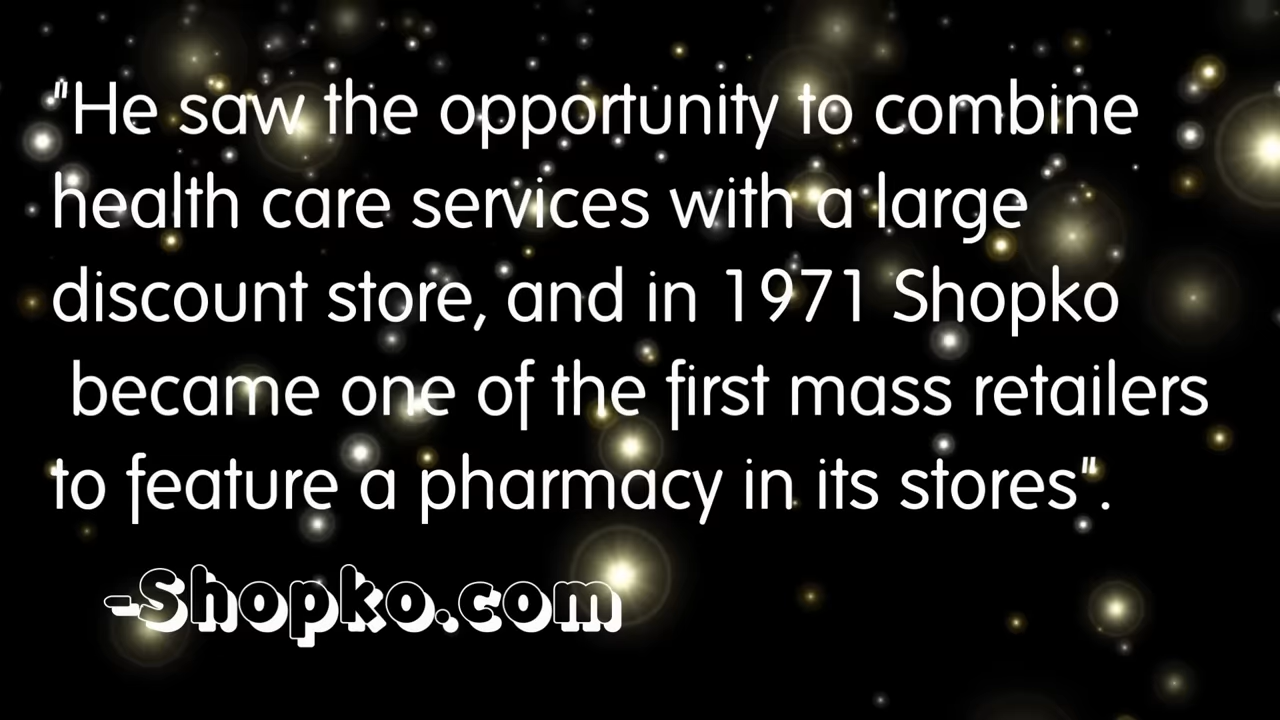 "He saw the opportunity to combine
health care services with a large
discount store, and in 1971 Shopko
became one of the first mass retailers
to feature a pharmacy in its stores".
-Shopko.com